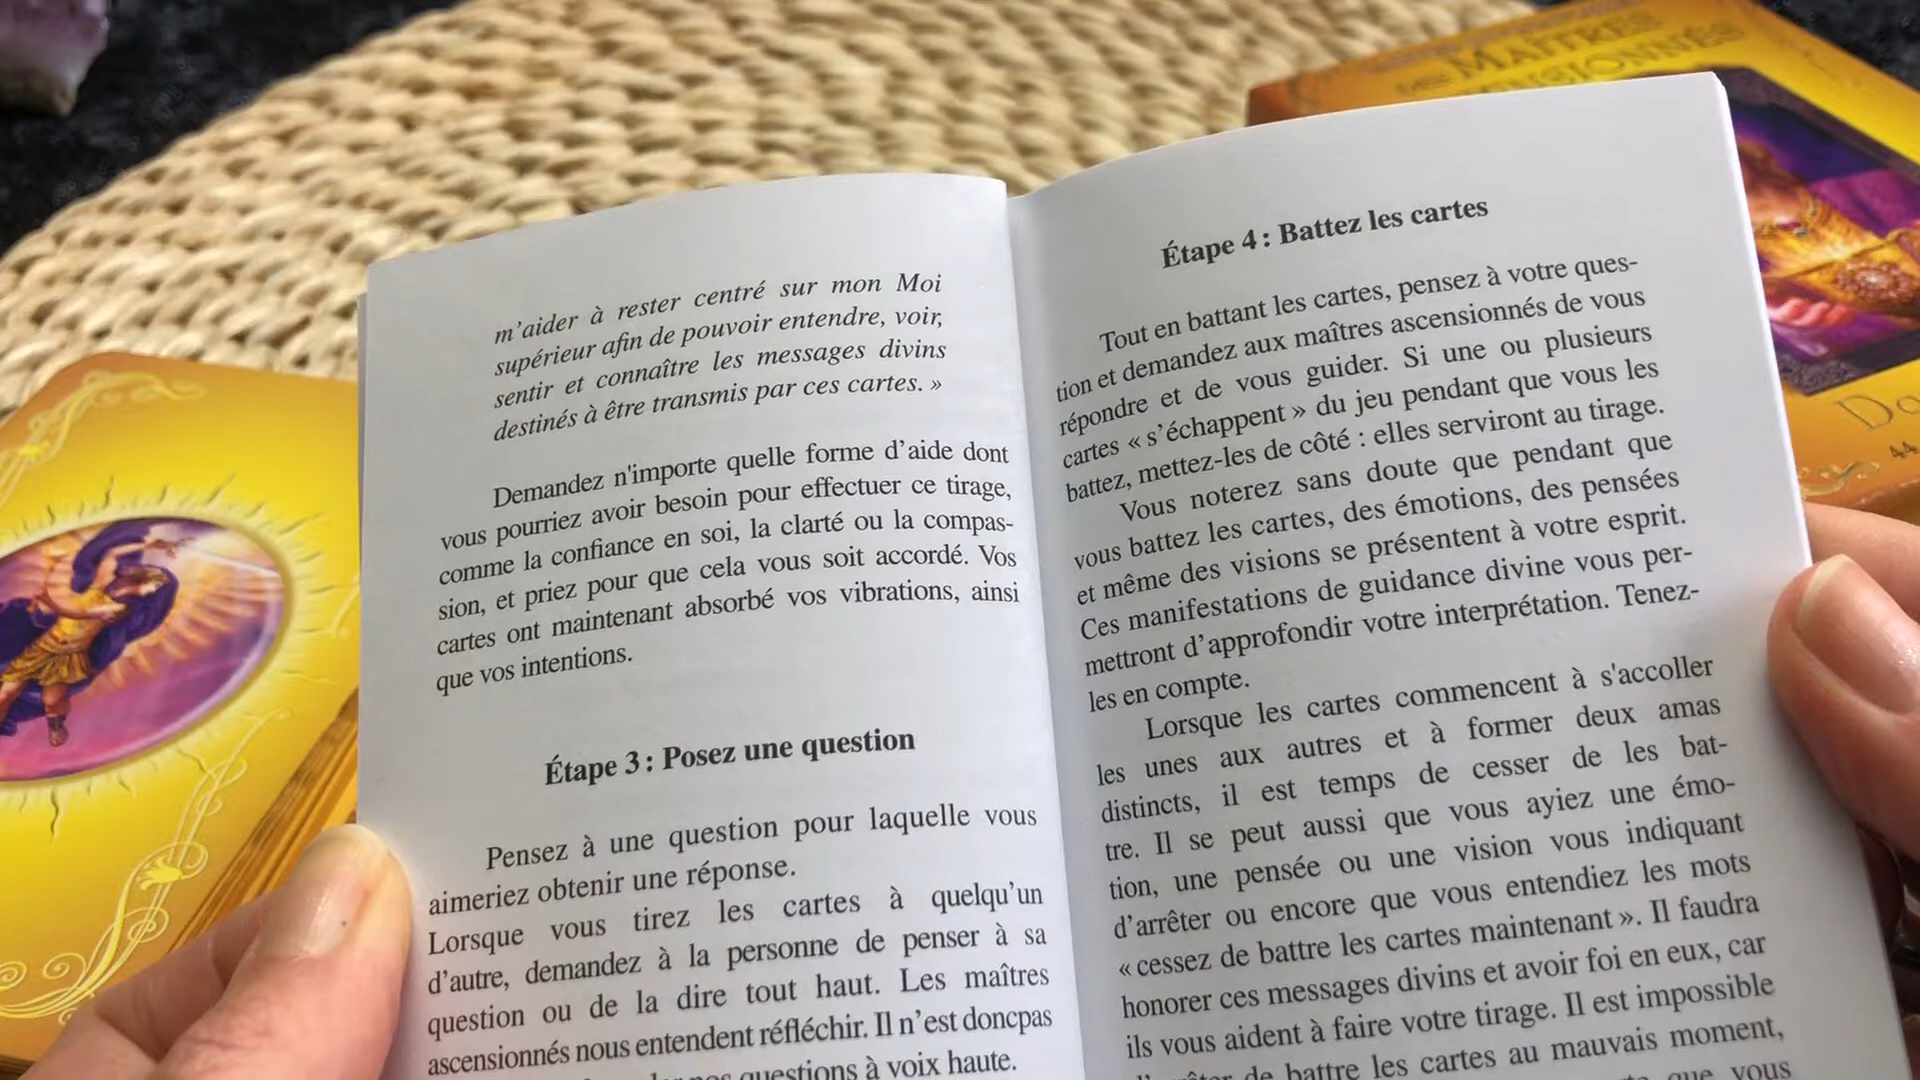 m’aider à rester centré sur mon Moi
supérieur afin de pouvoir entendre, voir,
sentir et connaître les messages divins
destinés à être transmis par ces cartes. »
Demandez n'importe quelle forme d’aide dont
vous pourriez avoir besoin pour effectuer ce tirage,
comme la confiance en soi, la clarté ou la compas-
sion, et priez pour que cela vous soit accordé. Vos
cartes ont maintenant absorbé vos vibrations, ainsi
que vos intentions.
Étape 3 : Posez une question
Pensez à une question pour laquelle vous
aimeriez obtenir une réponse.
Lorsque vous tirez les cartes à quelqu’un
d’autre, demandez à la personne de penser à sa
question ou de la dire tout haut. Les maîtres
ascensionnés nous entendent réfléchir. Il n’est doncpas
questions à voix haute.
Étape 4 : Battez les cartes
Tout en battant les cartes, pensez à votre ques-
tion et demandez aux maîtres ascensionnés de vous
répondre et de vous guider. Si une ou plusieurs
cartes « s’échappent » du jeu pendant que vous les
battez, mettez-les de côté : elles serviront au tirage.
Vous noterez sans doute que pendant que
vous battez les cartes, des émotions, des pensées
et même des visions se présentent à votre esprit.
Ces manifestations de guidance divine vous per-
mettront d’approfondir votre interprétation. Tenez-
les en compte.
Lorsque les cartes commencent à s'accoller
les unes aux autres et à former deux amas
distincts, il est temps de cesser de les bat-
tre. Il se peut aussi que vous ayiez une émo-
tion, une pensée ou une vision vous indiquant
d’arrêter ou encore que vous entendiez les mots
« cessez de battre les cartes maintenant ». Il faudra
honorer ces messages divins et avoir foi en eux, car
ils vous aident à faire votre tirage. Il est impossible
de battre les cartes au mauvais moment,
que vous
MAÎTRES
Do
44